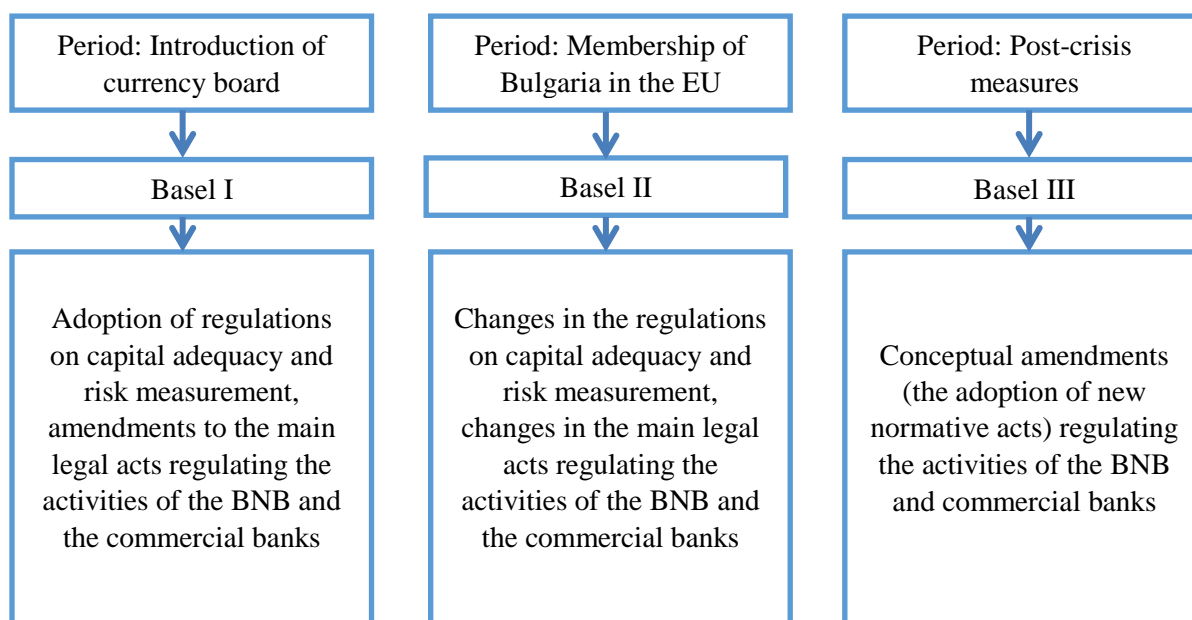 Period: Introduction of
currency board
Period: Membership of
Bulgaria in the EU
Period: Post-crisis
measures
Basel I
Basel II
Basel III
Adoption of regulations
on capital adequacy and
risk measurement,
amendments to the main
legal acts regulating the
activities of the BNB and
the commercial banks
Changes in the regulations
on capital adequacy and
risk measurement,
changes in the main legal
acts regulating the
activities of the BNB and
the commercial banks
Conceptual amendments
(the adoption of new
normative acts) regulating
the activities of the BNB
and commercial banks